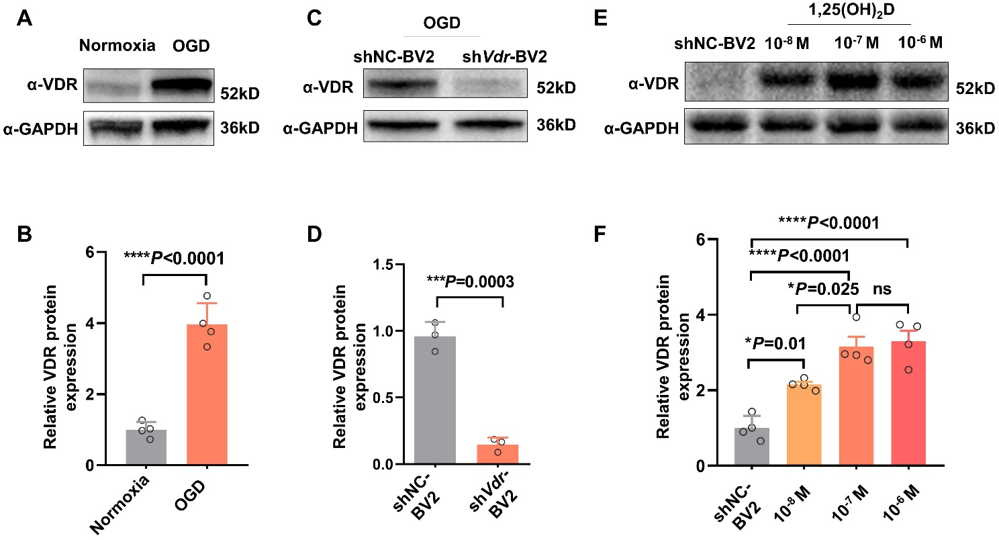 A
Normoxia OGD
α-VDR
52kD
α-GAPDH
36kD
C
OGD
shNC-BV2 shVdr-BV2
α-VDR
52kD
α-GAPDH
36kD
E
1,25(OH)₂D
shNC-BV2 10⁻⁸ M 10⁻⁷ M 10⁻⁶ M
α-VDR
52kD
α-GAPDH
36kD
B
Relative VDR protein
expression
6
4
2
0
****P<0.0001
Normoxia
OGD
D
Relative VDR protein
expression
1.5
1.0
0.5
0.0
***P=0.0003
shNC-
BV2
shVdr-
BV2
F
Relative VDR protein
expression
6
4
2
0
****P<0.0001
****P<0.0001
*P=0.025 ns
*P=0.01
shNC-
BV2
10⁻⁸ M
10⁻⁷ M
10⁻⁶ M